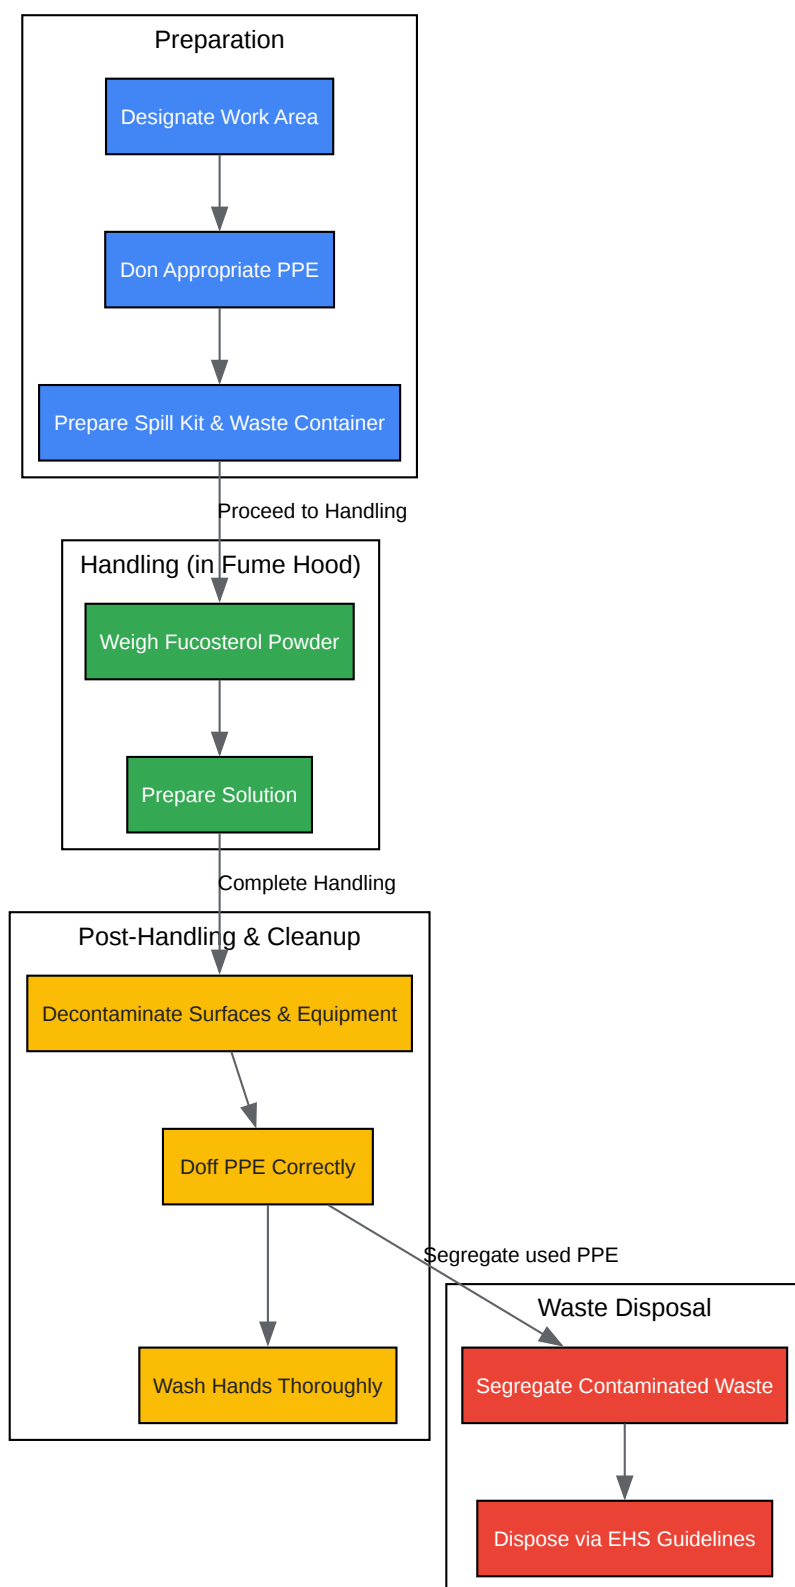 Preparation
Designate Work Area
Don Appropriate PPE
Prepare Spill Kit & Waste Container
Proceed to Handling
Handling (in Fume Hood)
Weigh Fucosterol Powder
Prepare Solution
Complete Handling
Post-Handling & Cleanup
Decontaminate Surfaces & Equipment
Doff PPE Correctly
Segregate used PPE
Waste Disposal
Wash Hands Thoroughly
Segregate Contaminated Waste
Dispose via EHS Guidelines